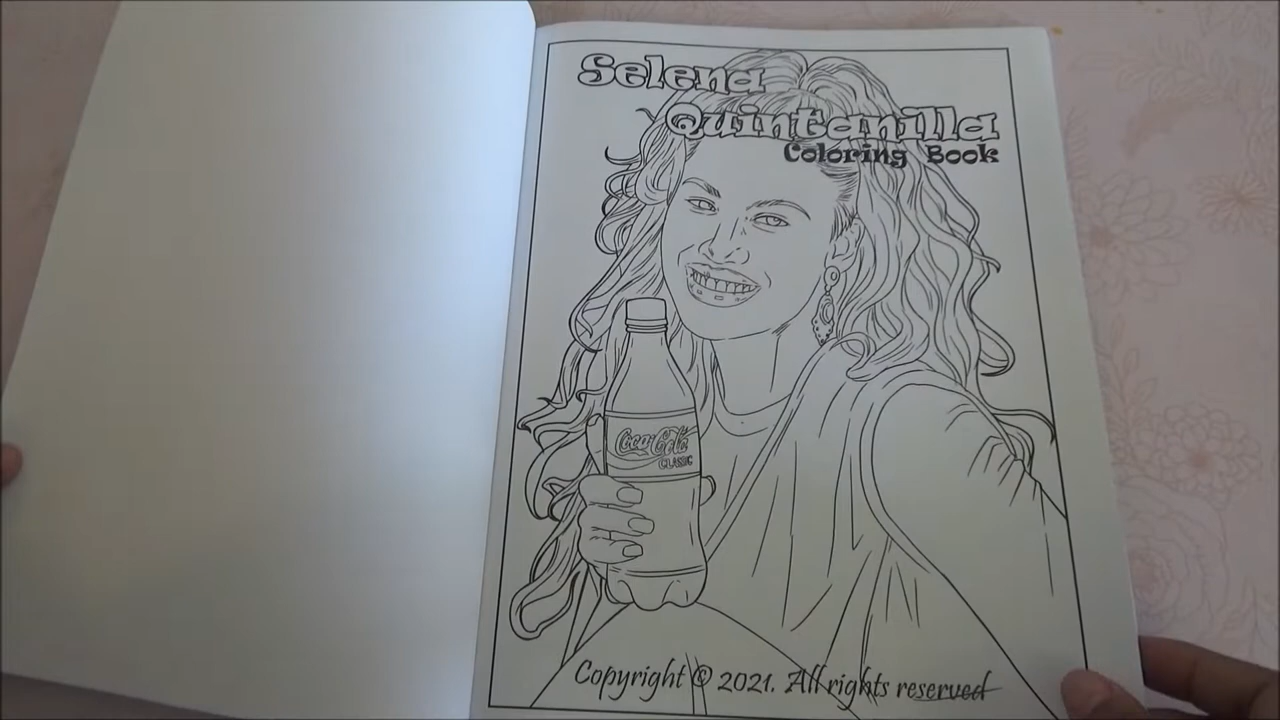 Selena
Quintanilla
Coloring Book
Coca-Cola
CLASSIC
Copyright © 2021. All rights reserved